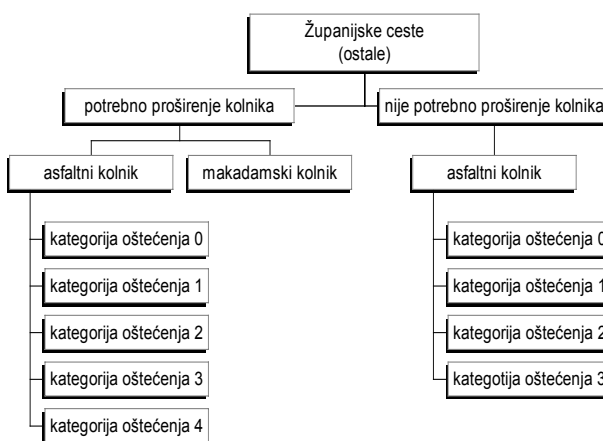 Županijske ceste
(ostale)
potrebno proširenje kolnika
nije potrebno proširenje kolnika
asfaltni kolnik
makadamski kolnik
asfaltni kolnik
kategorija oštećenja 0
kategorija oštećenja 1
kategorija oštećenja 2
kategorija oštećenja 3
kategorija oštećenja 4
kategorija oštećenja 0
kategorija oštećenja 1
kategorija oštećenja 2
kategotija oštećenja 3